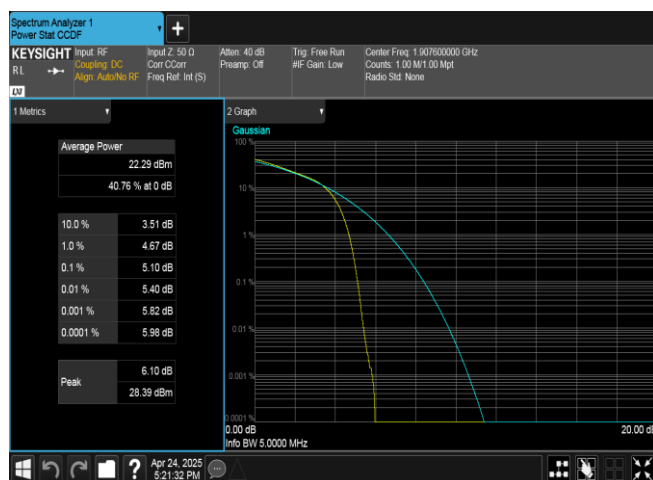 Spectrum Analyzer 1
Power Stat CCDF
+
KEYSIGHT
RL
LXI
Input: RF
Coupling: DC
Align: Auto/No RF
Input Z: 50 Ω
Corr CCorr
Freq Ref: Int (S)
Atten: 40 dB
Preamp: Off
Trig: Free Run
#IF Gain: Low
Center Freq: 1.907600000 GHz
Counts: 1.00 M/1.00 Mpt
Radio Std: None
1 Metrics
Average Power
22.29 dBm
40.76 % at 0 dB
10.0 % 3.51 dB
1.0 % 4.67 dB
0.1 % 5.10 dB
0.01 % 5.40 dB
0.001 % 5.82 dB
0.0001 % 5.98 dB
Peak
6.10 dB
28.39 dBm
2 Graph
Gaussian
100 %
10 %
1 %
0.1 %
0.01 %
0.001 %
0.0001 %
0.00 dB
20.00 dB
Info BW 5.0000 MHz
?
Apr 24, 2025
5:21:32 PM